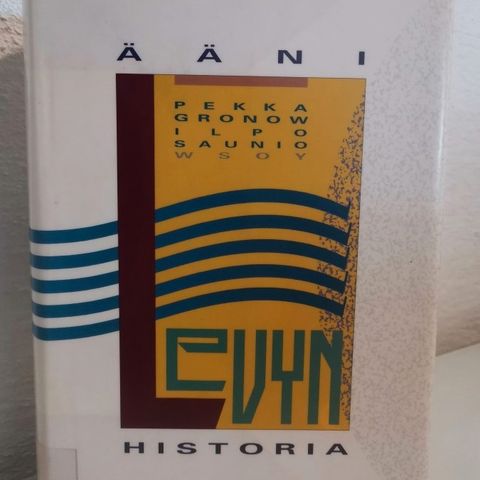 ÄÄNI
PEKKA
GRONOW
ILPO
SAUNIO
WSOY
LEVYN
HISTORIA